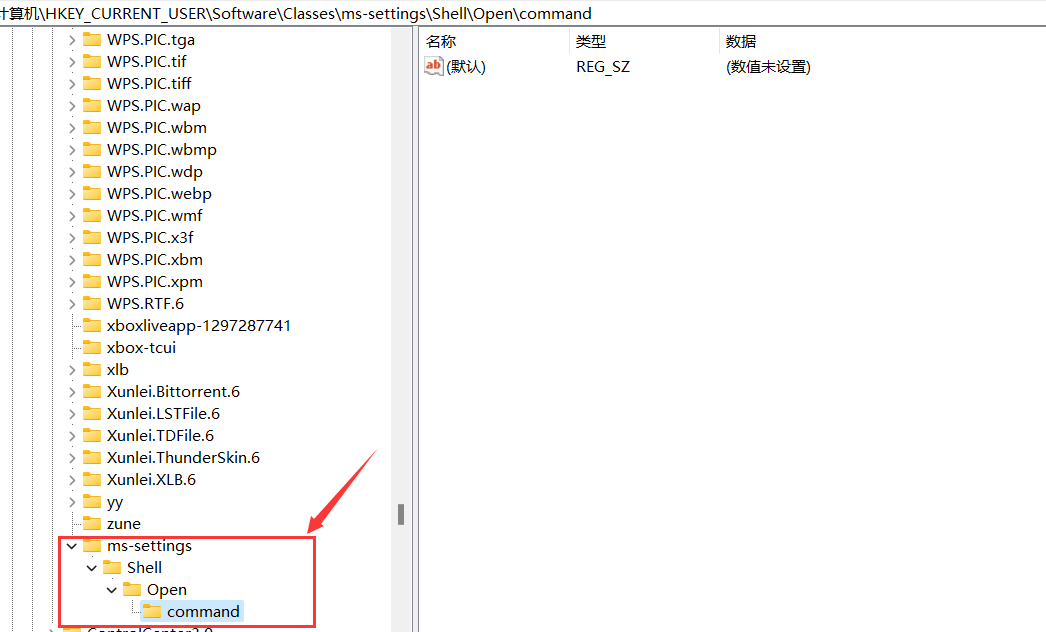 计算机\HKEY_CURRENT_USER\Software\Classes\ms-settings\Shell\Open\command
WPS.PIC.tga
WPS.PIC.tif
WPS.PIC.tiff
WPS.PIC.wap
WPS.PIC.wbm
WPS.PIC.wbmp
WPS.PIC.wdp
WPS.PIC.webp
WPS.PIC.wmf
WPS.PIC.x3f
WPS.PIC.xbm
WPS.PIC.xpm
WPS.RTF.6
xboxliveapp-1297287741
xbox-tcui
xlb
Xunlei.Bittorrent.6
Xunlei.LSTFile.6
Xunlei.TDFile.6
Xunlei.ThunderSkin.6
Xunlei.XLB.6
yy
zune
ms-settings
Shell
Open
command
名称 类型 数据
ab (默认) REG_SZ (数值未设置)